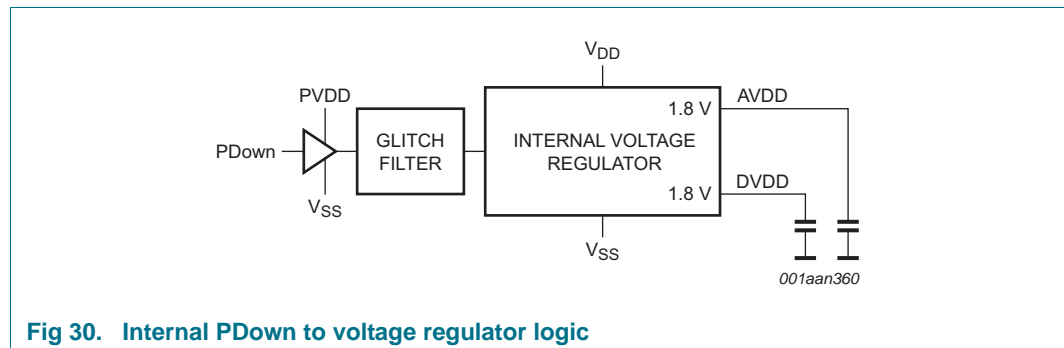 VDD
PVDD
1.8 V
AVDD
GLITCH
FILTER
INTERNAL VOLTAGE
REGULATOR
PDown
1.8 V
DVDD
VSS
VSS
001aan360
Fig 30. Internal PDown to voltage regulator logic